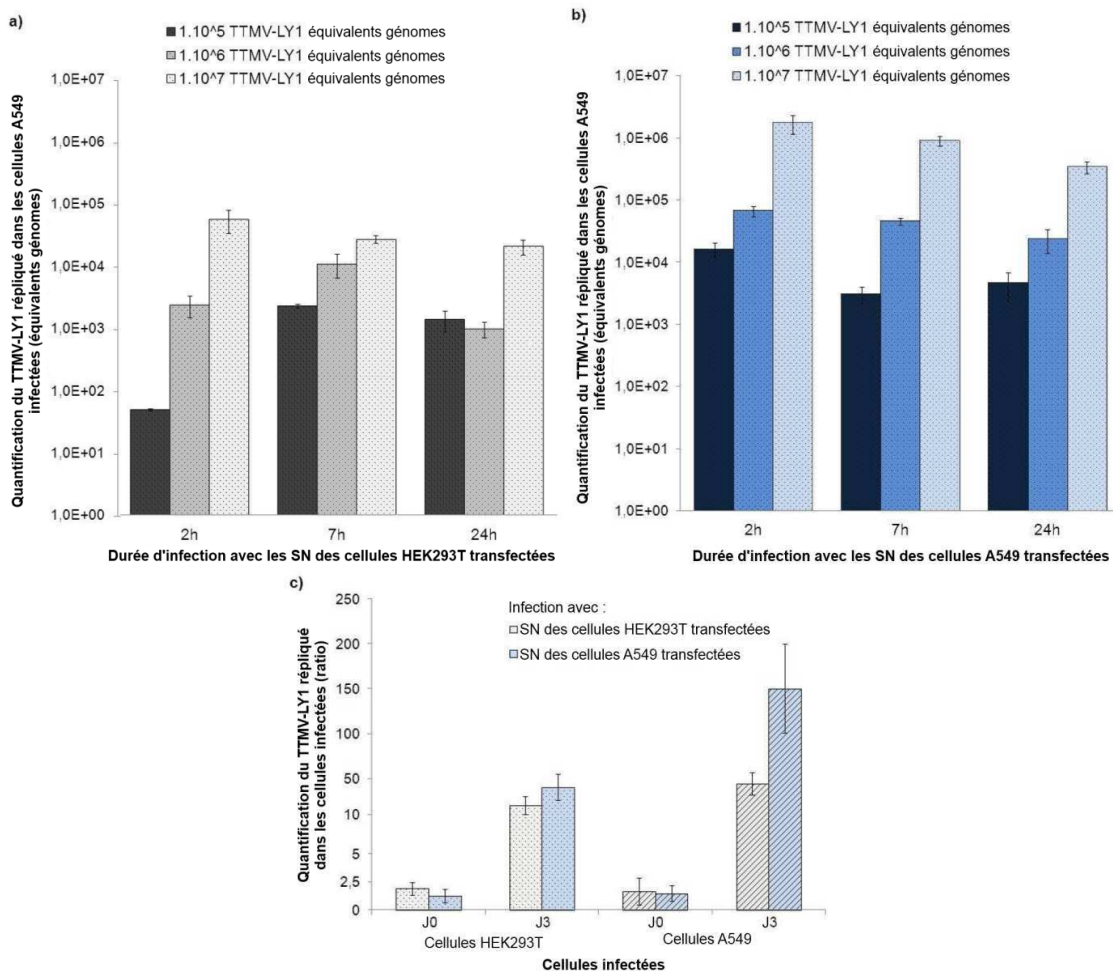 a)
1.10^5 TTMV-LY1 équivalents génomes
1.10^6 TTMV-LY1 équivalents génomes
1.10^7 TTMV-LY1 équivalents génomes
Quantification du TTMV-LY1 répliqué dans les cellules A549
infectées (équivalents génomes)
1,0E+07
1,0E+06
1,0E+05
1,0E+04
1,0E+03
1,0E+02
1,0E+01
1,0E+00
2h
7h
24h
Durée d'infection avec les SN des cellules HEK293T transfectées
b)
1.10^5 TTMV-LY1 équivalents génomes
1.10^6 TTMV-LY1 équivalents génomes
1.10^7 TTMV-LY1 équivalents génomes
Quantification du TTMV-LY1 répliqué dans les cellules A549
infectées (équivalents génomes)
1,0E+07
1,0E+06
1,0E+05
1,0E+04
1,0E+03
1,0E+02
1,0E+01
1,0E+00
2h
7h
24h
Durée d'infection avec les SN des cellules A549 transfectées
c)
Infection avec :
SN des cellules HEK293T transfectées
SN des cellules A549 transfectées
Quantification du TTMV-LY1 répliqué
dans les cellules infectées (ratio)
250
200
150
100
50
10
5
2,5
0
J0
J3
J0
J3
Cellules HEK293T
Cellules A549
Cellules infectées